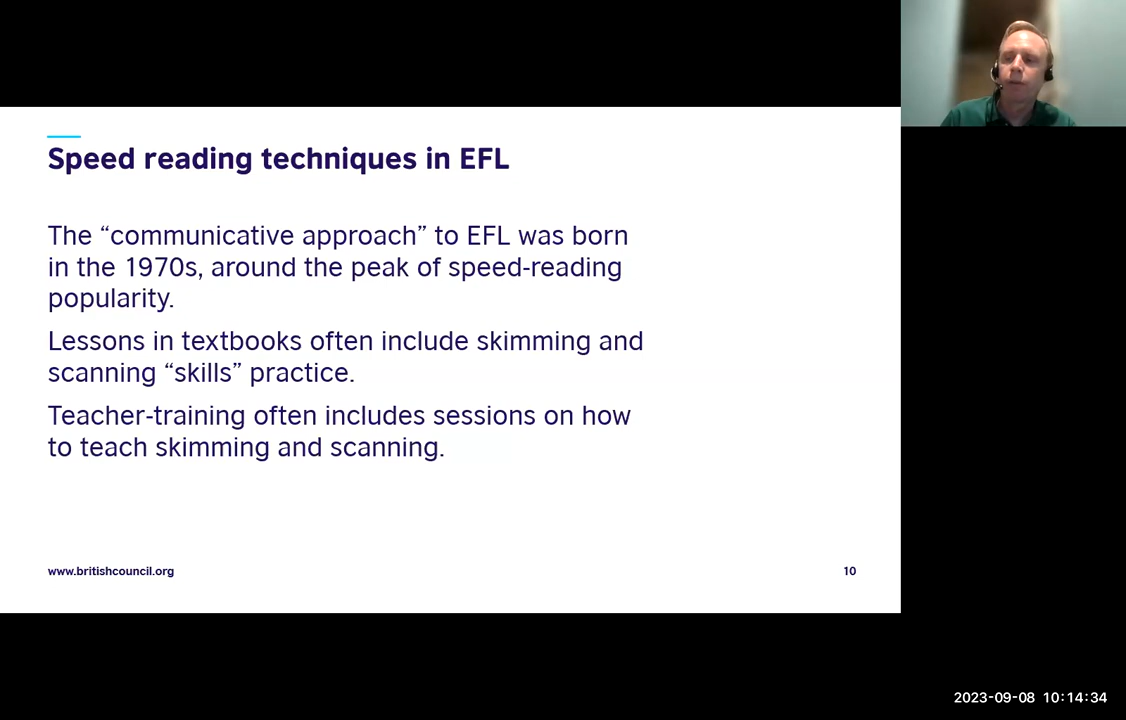 Speed reading techniques in EFL
The “communicative approach” to EFL was born
in the 1970s, around the peak of speed-reading
popularity.
Lessons in textbooks often include skimming and
scanning “skills” practice.
Teacher-training often includes sessions on how
to teach skimming and scanning.
www.britishcouncil.org
10
2023-09-08 10:14:34